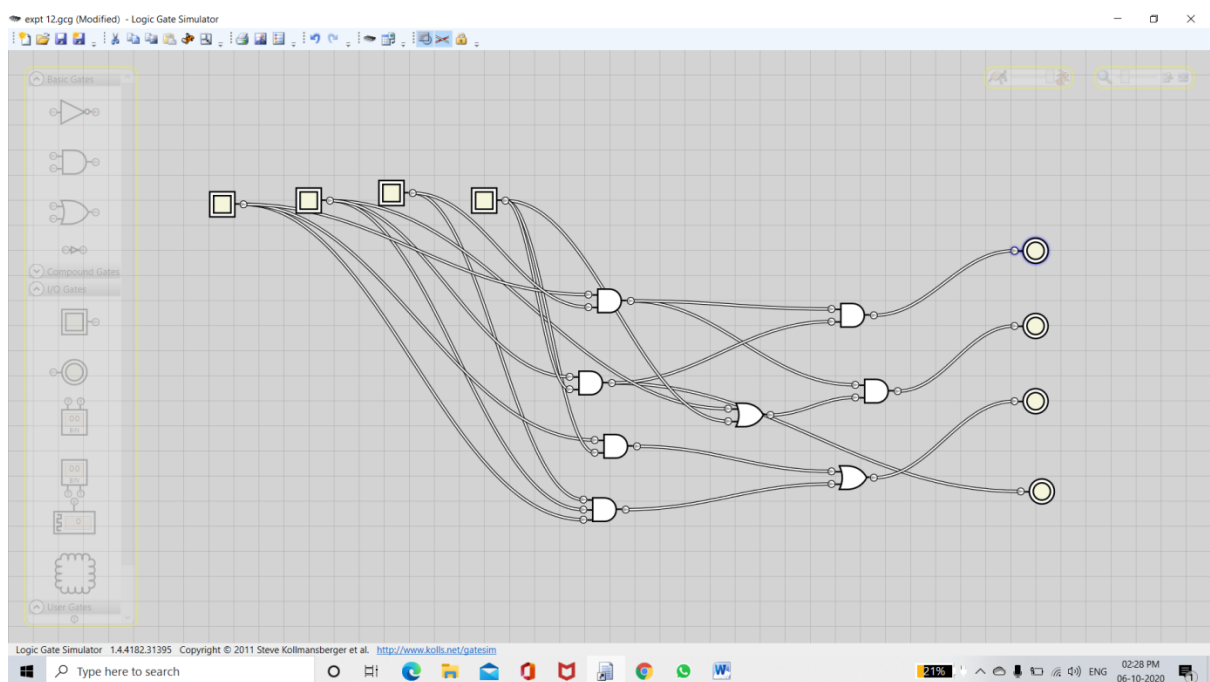 expt 12.gcg (Modified) - Logic Gate Simulator
Basic Gates
Compound Gates
I/O Gates
User Gates
Logic Gate Simulator 1.4.4182.31395 Copyright © 2011 Steve Kollmansberger et al. http://www.kolls.net/gatesim
Type here to search
21%
ENG
02:28 PM
06-10-2020